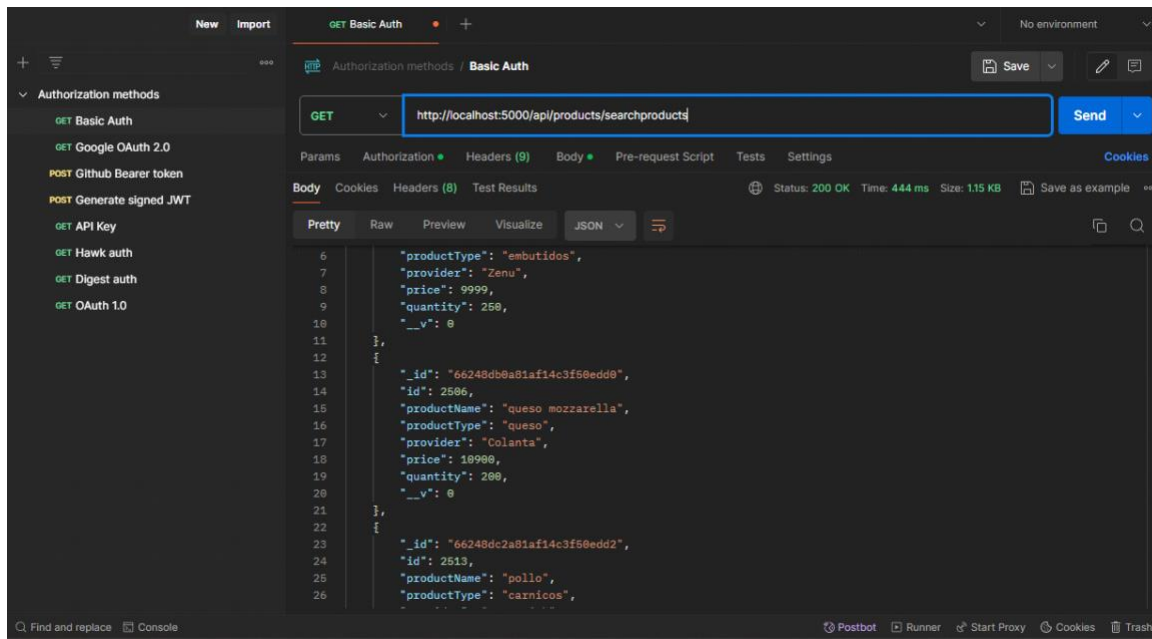 New Import GET Basic Auth No environment
Authorization methods / Basic Auth Save
Authorization methods
GET Basic Auth
GET Google OAuth 2.0
POST Github Bearer token
POST Generate signed JWT
GET API Key
GET Hawk auth
GET Digest auth
GET OAuth 1.0
GET http://localhost:5000/api/products/searchproducts Send
Params Authorization Headers (9) Body Pre-request Script Tests Settings Cookies
Body Cookies Headers (8) Test Results Status: 200 OK Time: 444 ms Size: 1.15 KB Save as example
Pretty Raw Preview Visualize JSON
6 "productType": "embutidos",
7 "provider": "Zenu",
8 "price": 9999,
9 "quantity": 250,
10 "__v": 0
11 },
12 {
13 "_id": "66248db0a81af14c3f50edd0",
14 "id": 2506,
15 "productName": "queso mozzarella",
16 "productType": "queso",
17 "provider": "Colanta",
18 "price": 10900,
19 "quantity": 200,
20 "__v": 0
21 },
22 {
23 "_id": "66248dc2a81af14c3f50edd2",
24 "id": 2513,
25 "productName": "pollo",
26 "productType": "carnicos",
Find and replace Console Postbot Runner Start Proxy Cookies Trash